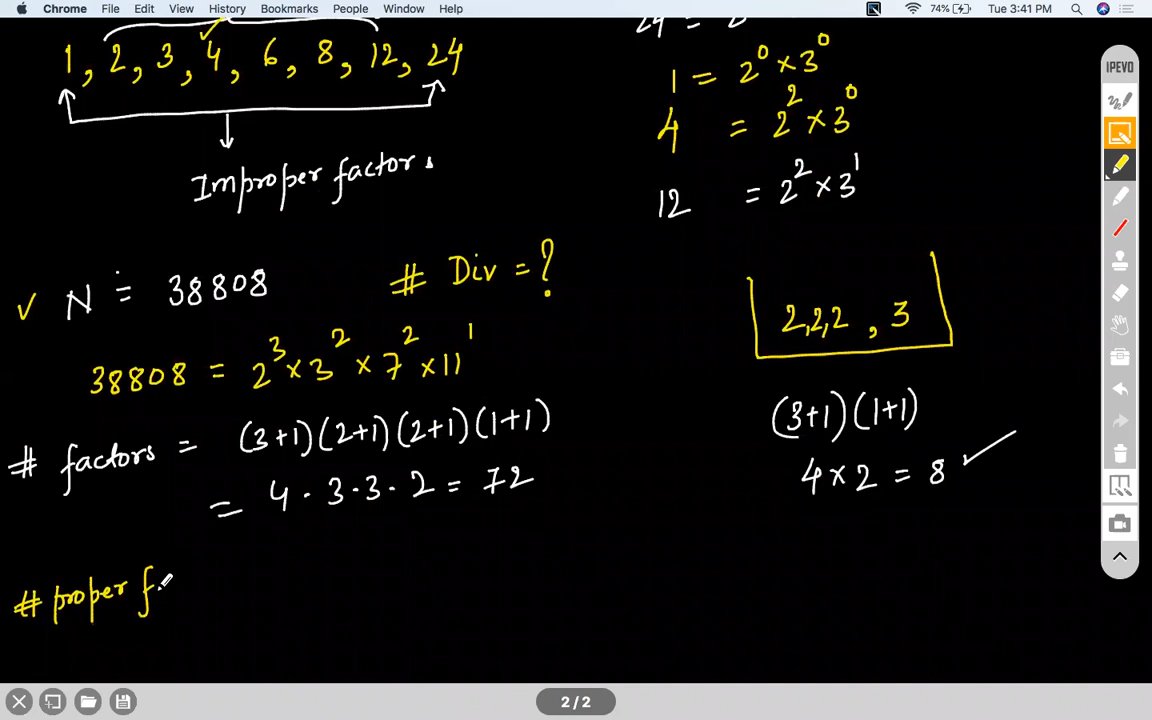 Chrome File Edit View History Bookmarks People Window Help 74% Tue 3:41 PM
1, 2, 3, 4, 6, 8, 12, 24
Improper factors
1 = 2⁰ × 3⁰
4 = 2² × 3⁰
12 = 2² × 3¹
IPEVO
✓ N = 38808 # Div = ?
38808 = 2³ × 3² × 7² × 11¹
# factors = (3+1)(2+1)(2+1)(1+1)
= 4 · 3 · 3 · 2 = 72
2,2,2 , 3
(3+1)(1+1)
4 × 2 = 8 ✓
# proper f
2 / 2